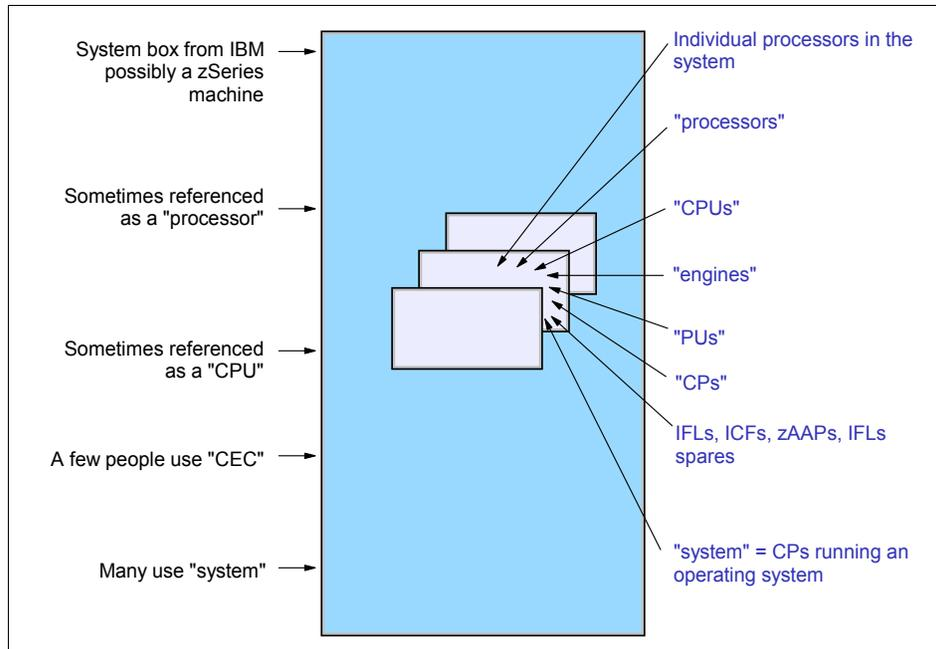 System box from IBM
possibly a zSeries
machine
Sometimes referenced
as a "processor"
Sometimes referenced
as a "CPU"
A few people use "CEC"
Many use "system"
Individual processors in the
system
"processors"
"CPUs"
"engines"
"PUs"
"CPs"
IFLs, ICFs, zAAPs, IFLs
spares
"system" = CPs running an
operating system